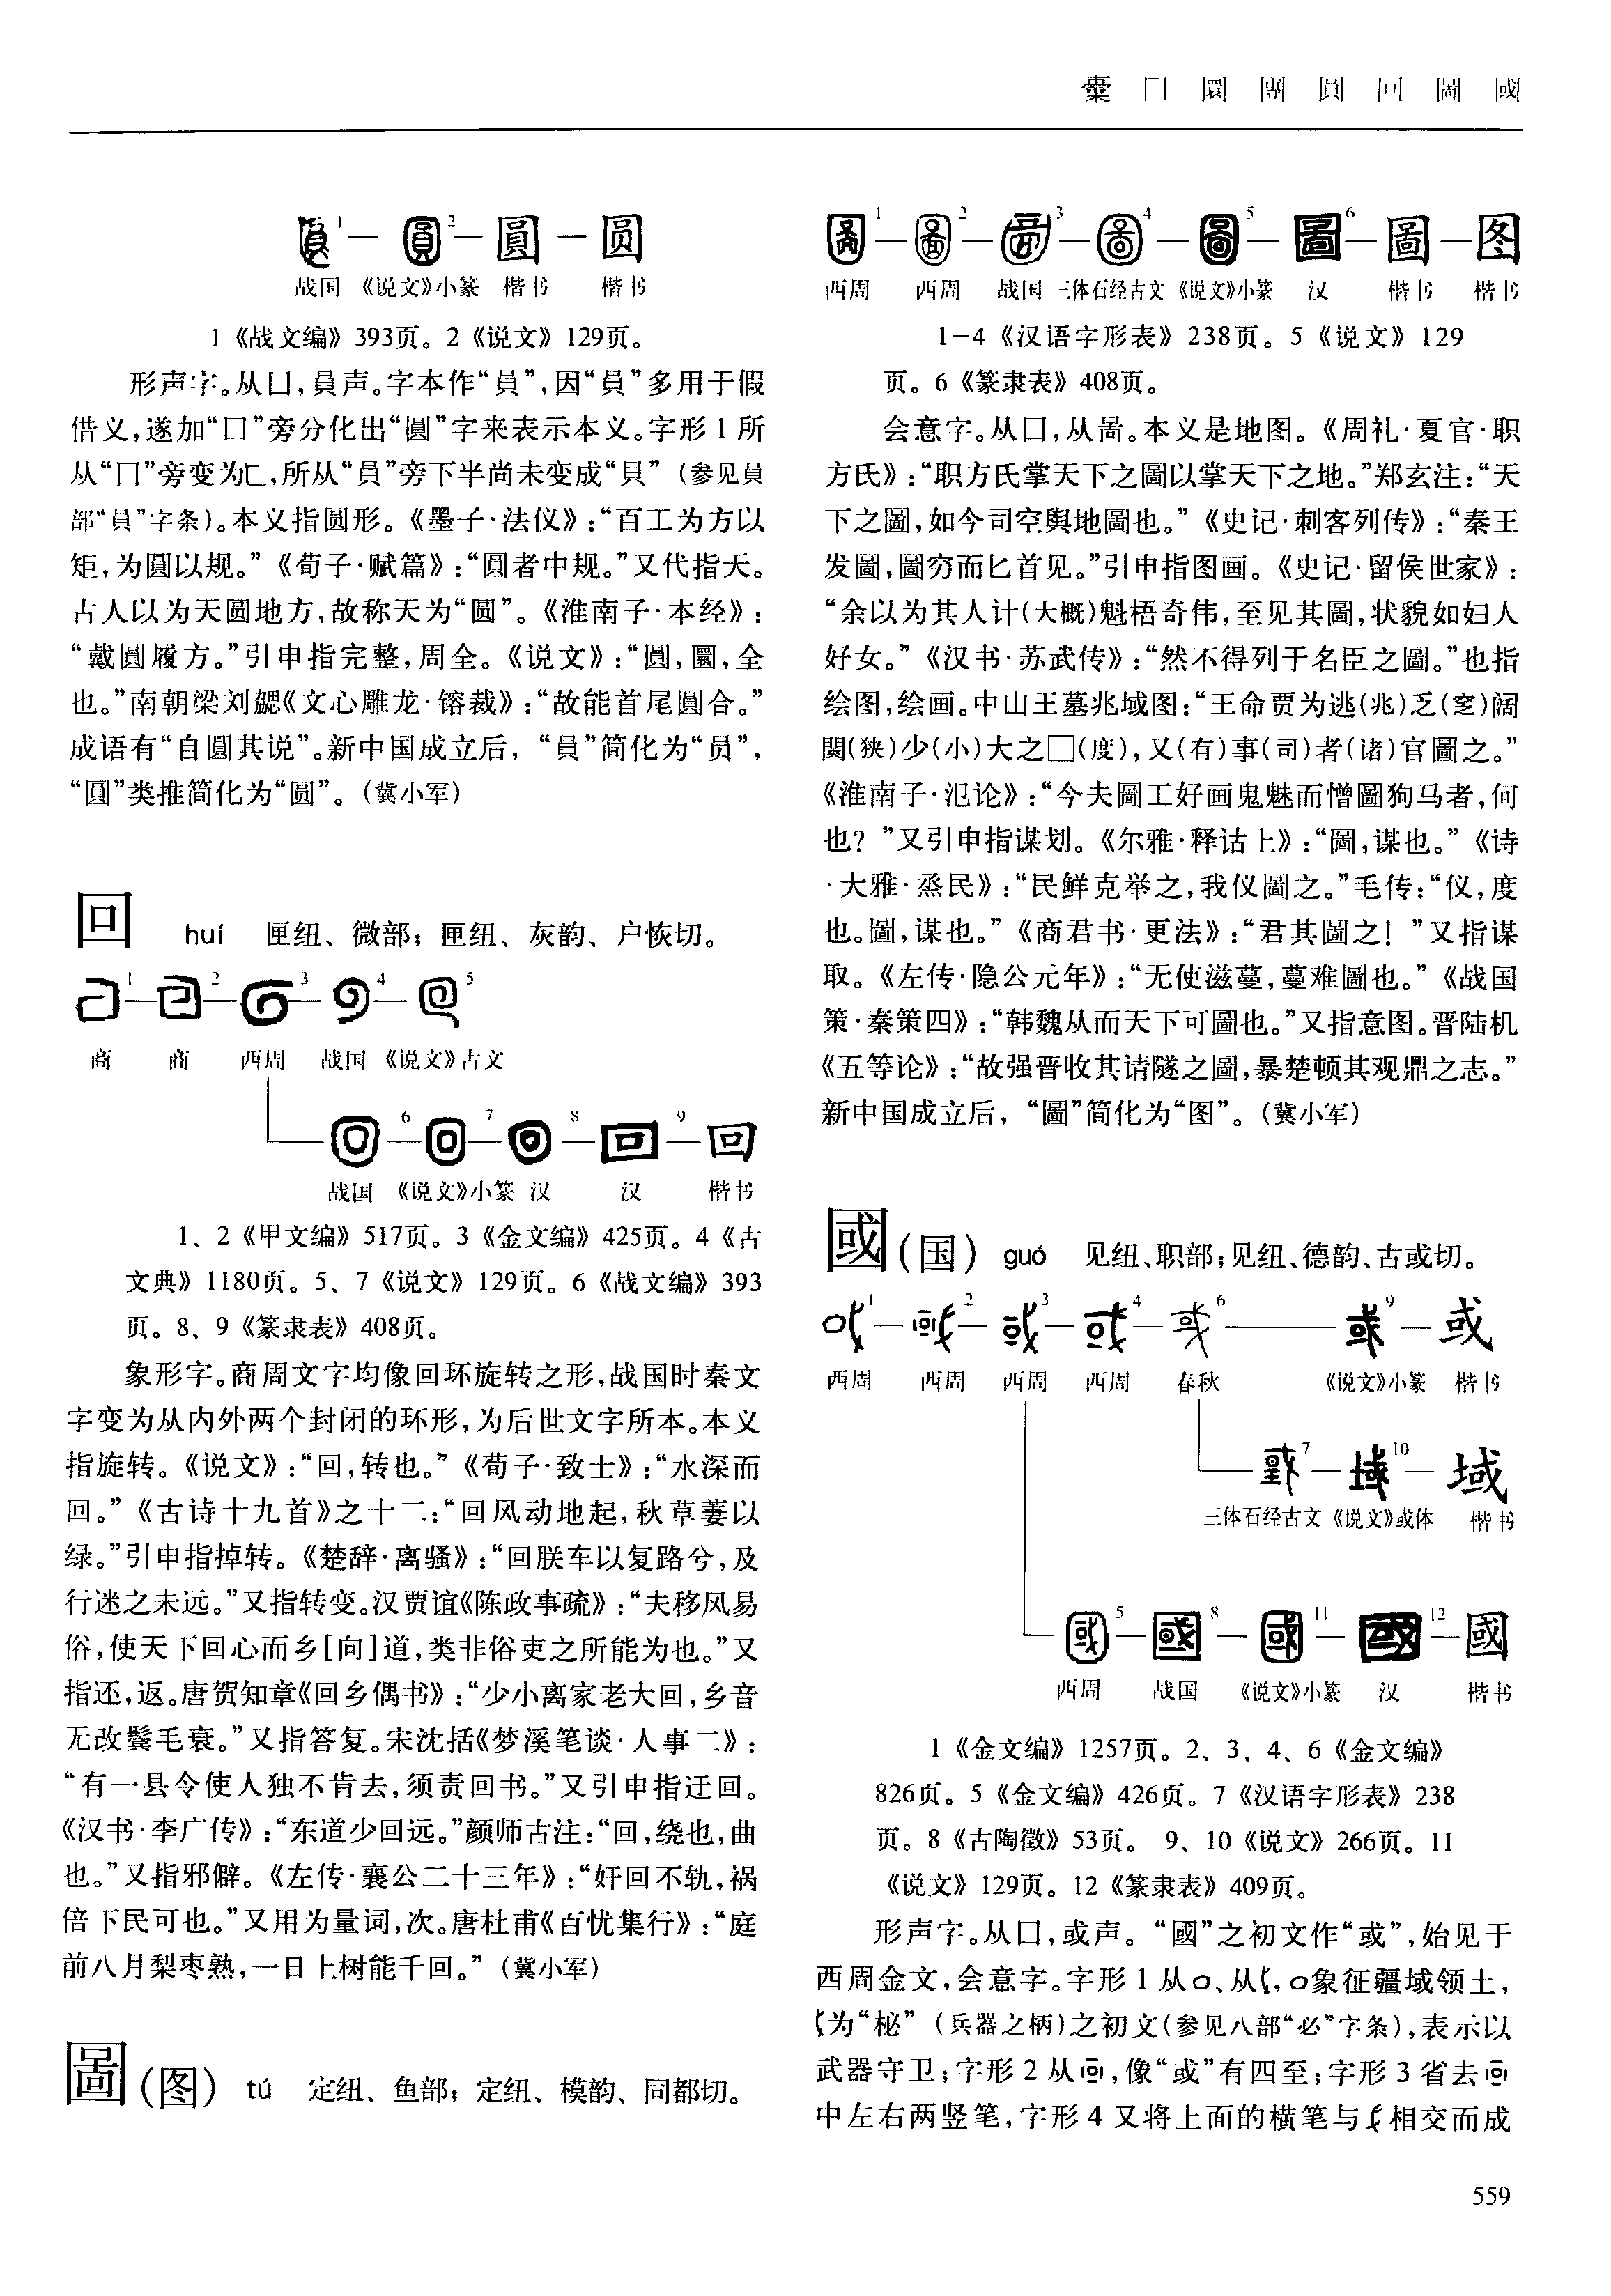 橐 囗 圜 團 圓 回 圖 國
圓 圆
战国 《说文》小篆 楷书 楷书
1《战文编》393页。2《说文》129页。
形声字。从囗,員声。字本作“員”,因“員”多用于假
借义,遂加“囗”旁分化出“圓”字来表示本义。字形1所
从“囗”旁变为匚,所从“員”旁下半尚未变成“貝”(参见員
部“員”字条)。本义指圆形。《墨子·法仪》:“百工为方以
矩,为圓以规。”《荀子·赋篇》:“圓者中规。”又代指天。
古人以为天圆地方,故称天为“圆”。《淮南子·本经》:
“戴圓履方。”引申指完整,周全。《说文》:“圓,圜,全
也。”南朝梁刘勰《文心雕龙·镕裁》:“故能首尾圓合。”
成语有“自圓其说”。新中国成立后,“員”简化为“员”,
“圓”类推简化为“圆”。(冀小军)
回 huí 匣纽、微部;匣纽、灰韵、户恢切。
1 2 3 4 5
商 商 西周 战国 《说文》古文
6 7 8 9 回
战国 《说文》小篆 汉 汉 楷书
1、2《甲文编》517页。3《金文编》425页。4《古
文典》1180页。5、7《说文》129页。6《战文编》393
页。8、9《篆隶表》408页。
象形字。商周文字均像回环旋转之形,战国时秦文
字变为从内外两个封闭的环形,为后世文字所本。本义
指旋转。《说文》:“回,转也。”《荀子·致士》:“水深而
回。”《古诗十九首》之十二:“回风动地起,秋草萋以
绿。”引申指掉转。《楚辞·离骚》:“回朕车以复路兮,及
行迷之未远。”又指转变。汉贾谊《陈政事疏》:“夫移风易
俗,使天下回心而乡[向]道,类非俗吏之所能为也。”又
指还,返。唐贺知章《回乡偶书》:“少小离家老大回,乡音
无改鬓毛衰。”又指答复。宋沈括《梦溪笔谈·人事二》:
“有一县令使人独不肯去,须责回书。”又引申指迂回。
《汉书·李广传》:“东道少回远。”颜师古注:“回,绕也,曲
也。”又指邪僻。《左传·襄公二十三年》:“奸回不轨,祸
倍下民可也。”又用为量词,次。唐杜甫《百忧集行》:“庭
前八月梨枣熟,一日上树能千回。”(冀小军)
圖(图) tú 定纽、鱼部;定纽、模韵、同都切。
1 2 3 4 5 6 圖 图
西周 西周 战国 三体石经古文 《说文》小篆 汉 楷书 楷书
1-4《汉语字形表》238页。5《说文》129
页。6《篆隶表》408页。
会意字。从囗,从啚。本义是地图。《周礼·夏官·职
方氏》:“职方氏掌天下之圖以掌天下之地。”郑玄注:“天
下之圖,如今司空舆地圖也。”《史记·刺客列传》:“秦王
发圖,圖穷而匕首见。”引申指图画。《史记·留侯世家》:
“余以为其人计(大概)魁梧奇伟,至见其圖,状貌如妇人
好女。”《汉书·苏武传》:“然不得列于名臣之圖。”也指
绘图,绘画。中山王墓兆域图:“王命贾为逃(兆)乏(窆)阔
閔(狭)少(小)大之□(度),又(有)事(司)者(诸)官圖之。”
《淮南子·氾论》:“今夫圖工好画鬼魅而憎圖狗马者,何
也?”又引申指谋划。《尔雅·释诂上》:“圖,谋也。”《诗
·大雅·烝民》:“民鲜克举之,我仪圖之。”毛传:“仪,度
也。圖,谋也。”《商君书·更法》:“君其圖之!”又指谋
取。《左传·隐公元年》:“无使滋蔓,蔓难圖也。”《战国
策·秦策四》:“韩魏从而天下可圖也。”又指意图。晋陆机
《五等论》:“故强晋收其请隧之圖,暴楚顿其观鼎之志。”
新中国成立后,“圖”简化为“图”。(冀小军)
國(国) guó 见纽、职部;见纽、德韵、古或切。
1 2 3 4 6 9 或
西周 西周 西周 西周 春秋 《说文》小篆 楷书
7 10 域
三体石经古文 《说文》或体 楷书
5 8 11 12 國
西周 战国 《说文》小篆 汉 楷书
1《金文编》1257页。2、3、4、6《金文编》
826页。5《金文编》426页。7《汉语字形表》238
页。8《古陶徵》53页。 9、10《说文》266页。11
《说文》129页。12《篆隶表》409页。
形声字。从囗,或声。“國”之初文作“或”,始见于
西周金文,会意字。字形1从o、从,o象征疆域领土,
为“柲”(兵器之柄)之初文(参见八部“必”字条),表示以
武器守卫;字形2从,像“或”有四至;字形3省去
中左右两竖笔,字形4又将上面的横笔与相交而成
559